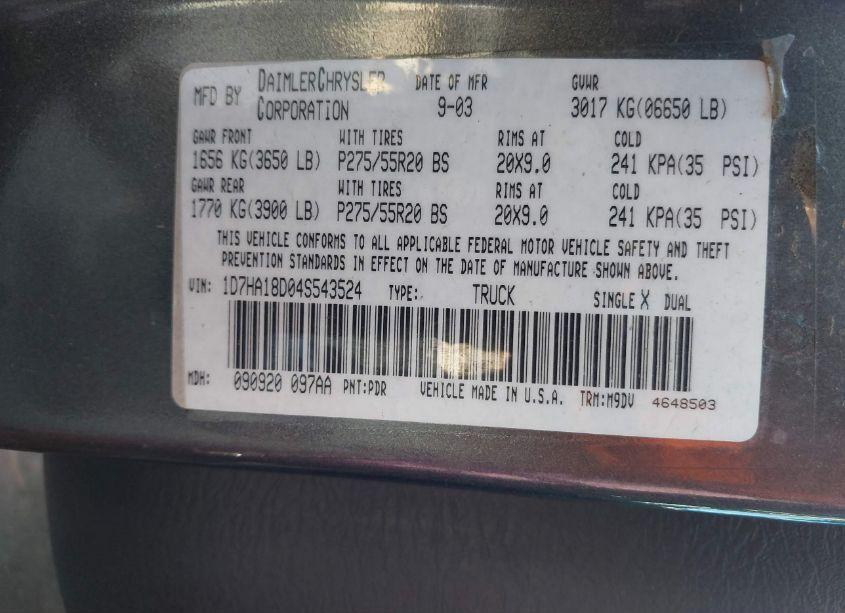 MFD BY DAIMLERCHRYSLER CORPORATION DATE OF MFR 9-03 GVWR 3017 KG(06650 LB)
GAWR FRONT WITH TIRES RIMS AT COLD
1656 KG(3650 LB) P275/55R20 BS 20X9.0 241 KPA(35 PSI)
GAWR REAR WITH TIRES RIMS AT COLD
1770 KG(3900 LB) P275/55R20 BS 20X9.0 241 KPA(35 PSI)
THIS VEHICLE CONFORMS TO ALL APPLICABLE FEDERAL MOTOR VEHICLE SAFETY AND THEFT
PREVENTION STANDARDS IN EFFECT ON THE DATE OF MANUFACTURE SHOWN ABOVE.
VIN: 1D7HA18D04S543524 TYPE: TRUCK SINGLE X DUAL
MDH: 090920 097AA PNT:PDR VEHICLE MADE IN U.S.A. TRM:M9DV 4648503